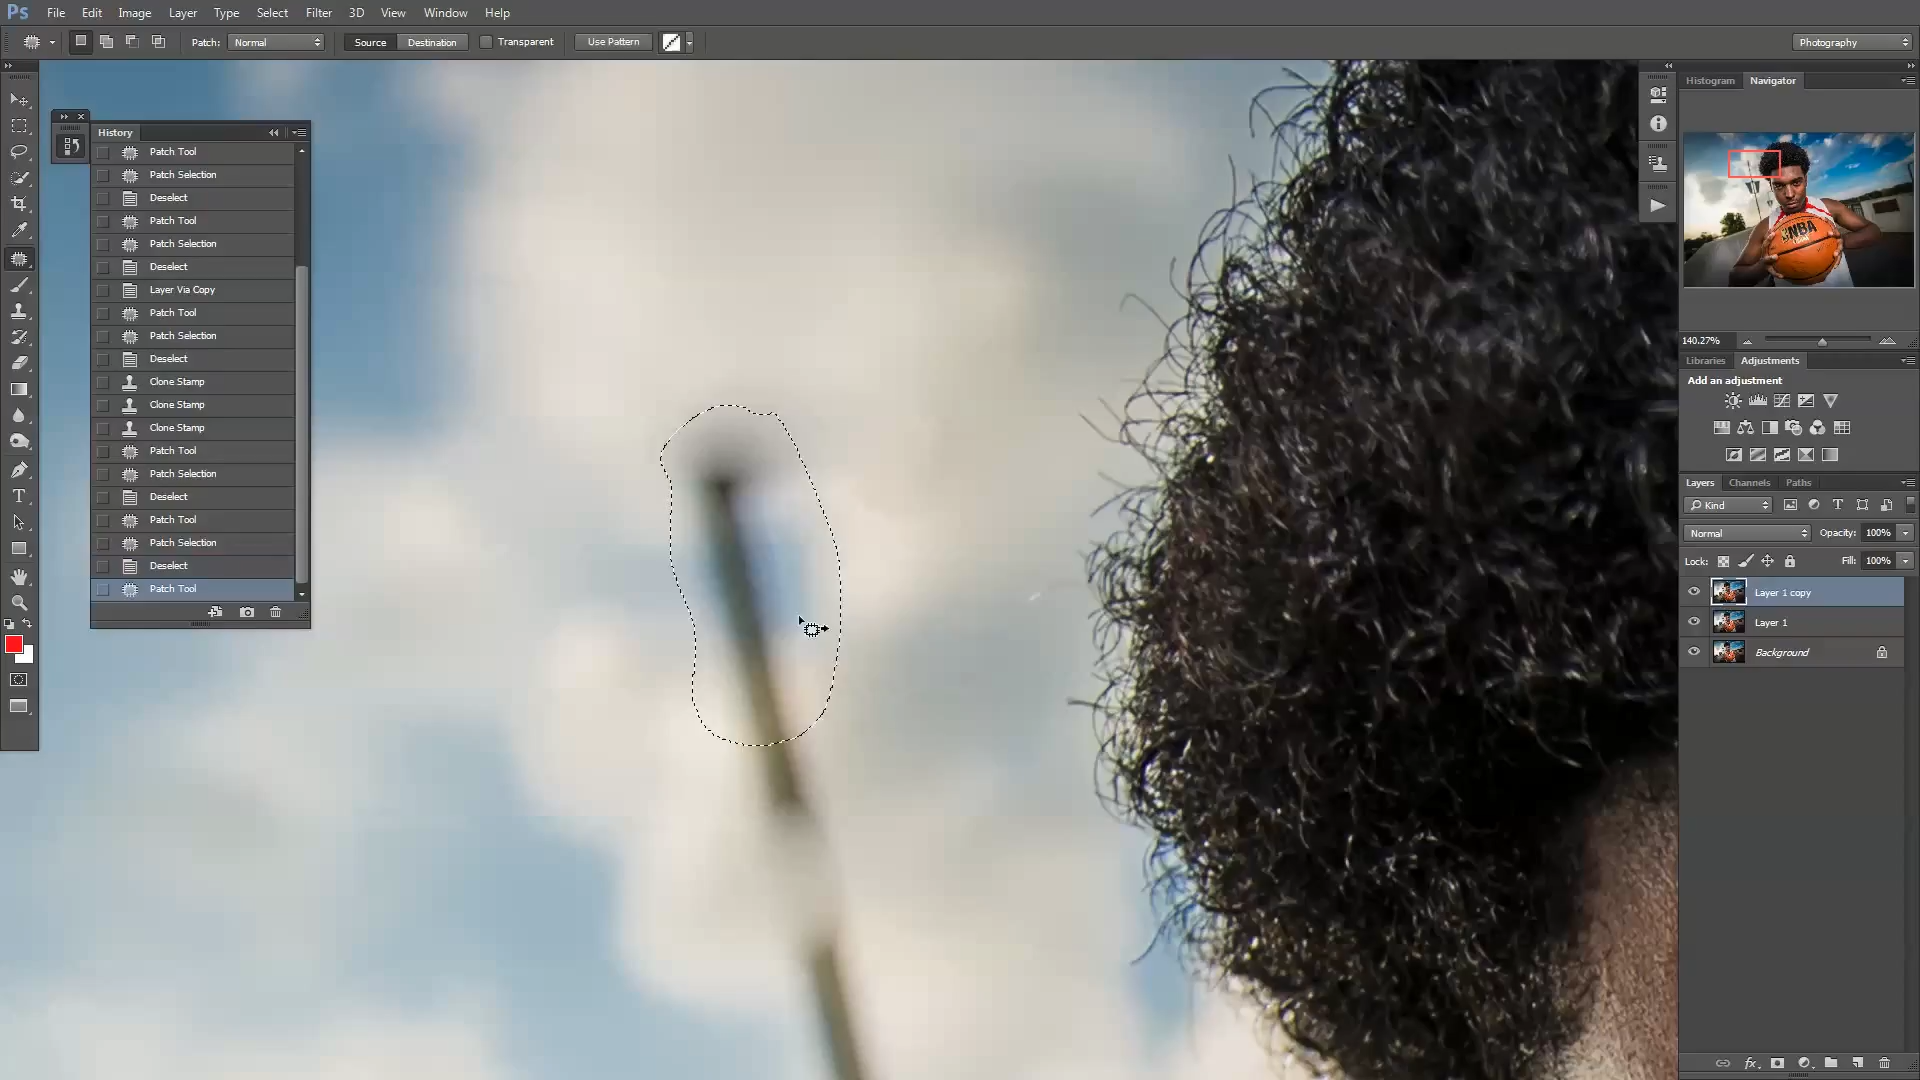 Ps File Edit Image Layer Type Select Filter 3D View Window Help
Patch: Normal Source Destination Transparent Use Pattern Photography
Histogram Navigator
History
Patch Tool
Patch Selection
Deselect
Patch Tool
Patch Selection
Deselect
Layer Via Copy
Patch Tool
Patch Selection
Deselect
Clone Stamp
Clone Stamp
Clone Stamp
Patch Tool
Patch Selection
Deselect
Patch Tool
Patch Selection
Deselect
Patch Tool
NBA
140.27%
Libraries Adjustments
Add an adjustment
Layers Channels Paths
Kind
Normal Opacity: 100%
Lock: Fill: 100%
Layer 1 copy
Layer 1
Background